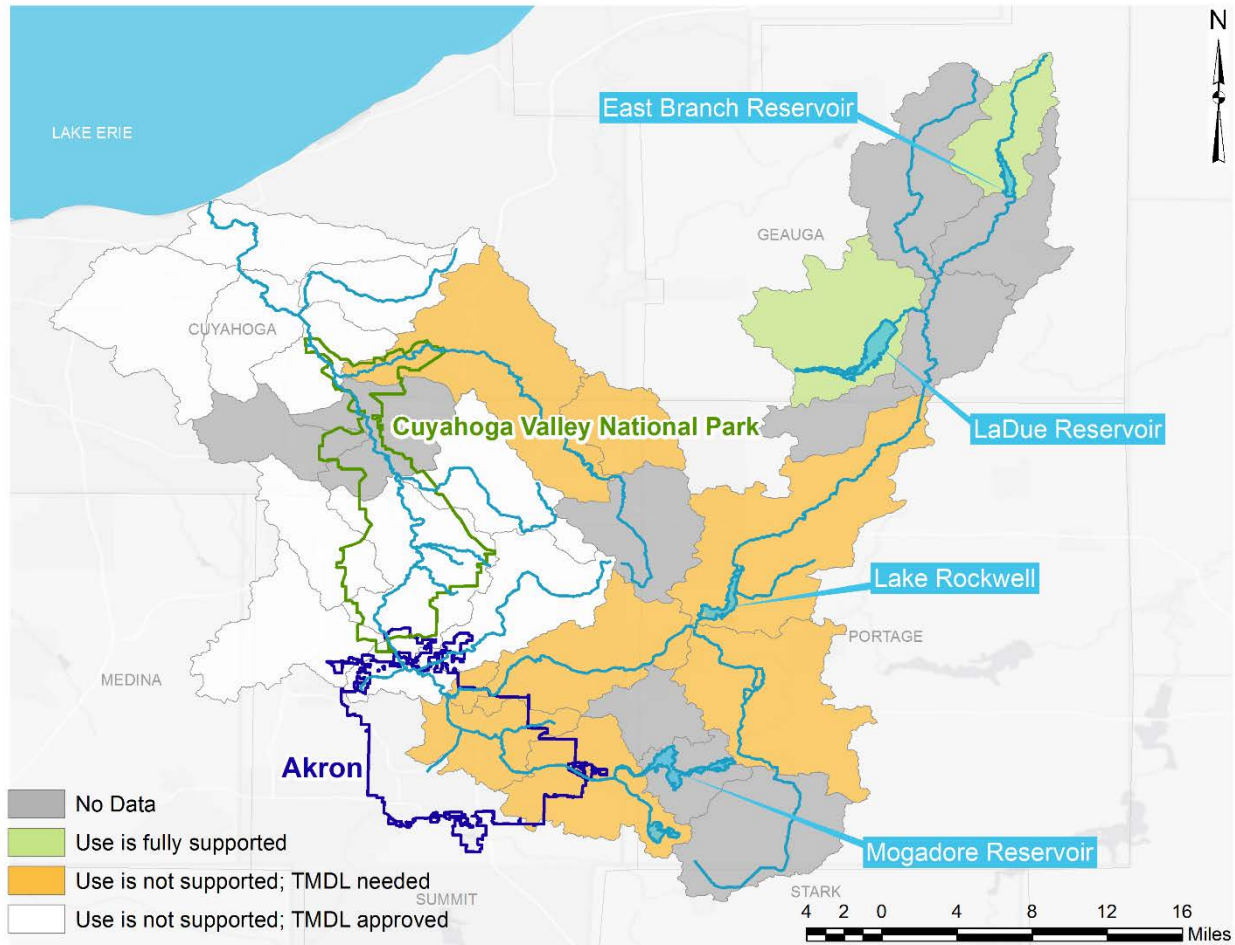 N
East Branch Reservoir
LAKE ERIE
GEAUGA
CUYAHOGA
Cuyahoga Valley National Park
LaDue Reservoir
Lake Rockwell
PORTAGE
MEDINA
Akron
No Data
Use is fully supported
Mogadore Reservoir
Use is not supported; TMDL needed
SUMMIT
STARK
Use is not supported; TMDL approved
4 2 0 4 8 12 16
Miles